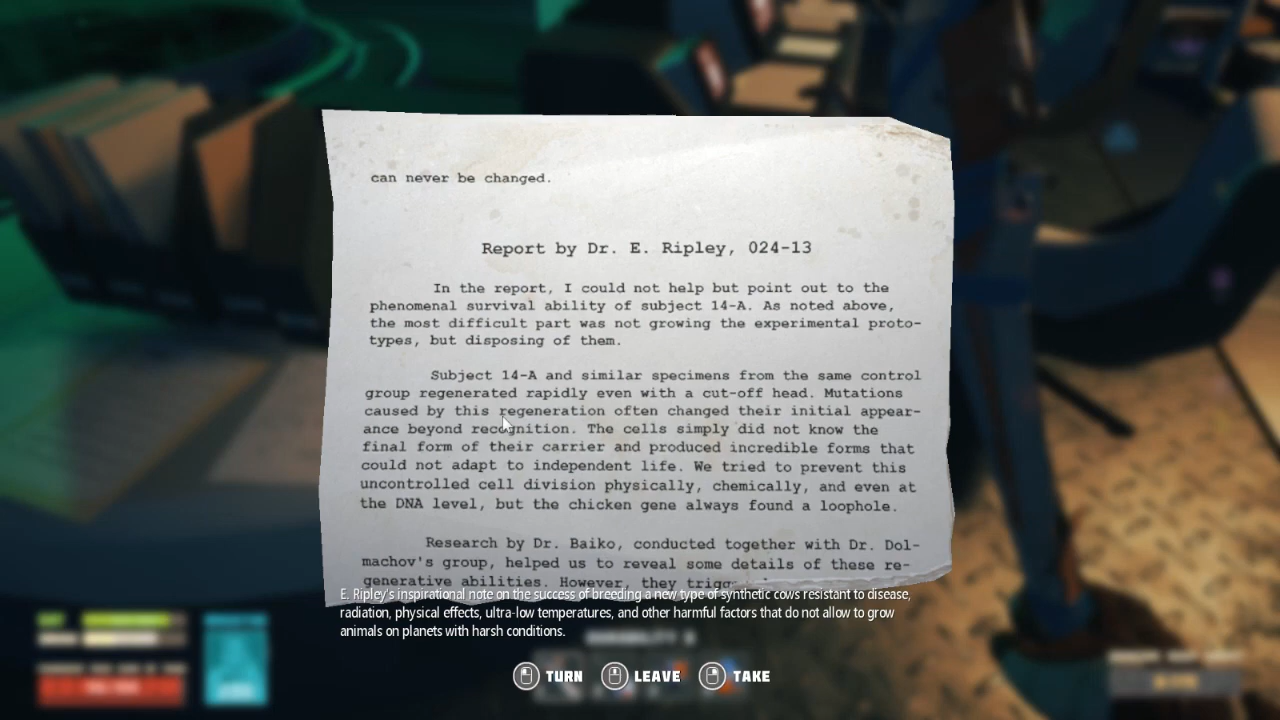 can never be changed.
Report by Dr. E. Ripley, 024-13
In the report, I could not help but point out to the
phenomenal survival ability of subject 14-A. As noted above,
the most difficult part was not growing the experimental proto-
types, but disposing of them.
Subject 14-A and similar specimens from the same control
group regenerated rapidly even with a cut-off head. Mutations
caused by this regeneration often changed their initial appear-
ance beyond recognition. The cells simply did not know the
final form of their carrier and produced incredible forms that
could not adapt to independent life. We tried to prevent this
uncontrolled cell division physically, chemically, and even at
the DNA level, but the chicken gene always found a loophole.
Research by Dr. Baiko, conducted together with Dr. Dol-
machov's group, helped us to reveal some details of these re-
generative abilities. However, they
E. Ripley's inspirational note on the success of breeding a new type of synthetic cows resistant to disease,
radiation, physical effects, ultra-low temperatures, and other harmful factors that do not allow to grow
animals on planets with harsh conditions.
TURN LEAVE TAKE